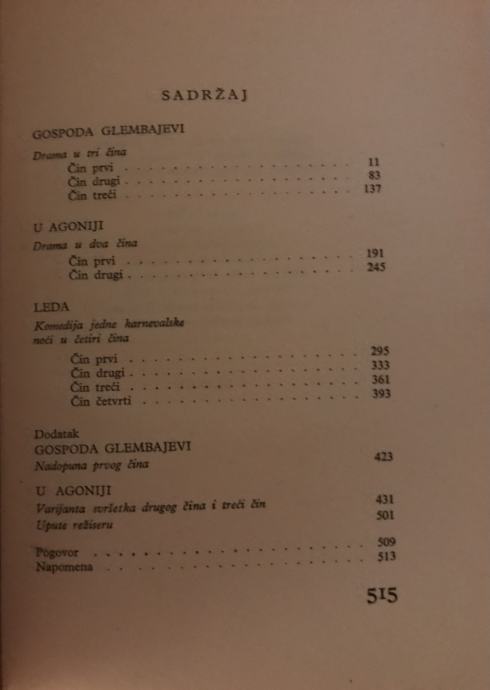 SADRŽAJ
GOSPODA GLEMBAJEVI
Drama u tri čina
Čin prvi . . . . . . . . . . . . . . . . . 11
Čin drugi . . . . . . . . . . . . . . . . . 83
Čin treći . . . . . . . . . . . . . . . . . 137
U AGONIJI
Drama u dva čina
Čin prvi . . . . . . . . . . . . . . . . . 191
Čin drugi . . . . . . . . . . . . . . . . . 245
LEDA
Komedija jedne karnevalske
noći u četiri čina
Čin prvi . . . . . . . . . . . . . . . . . 295
Čin drugi . . . . . . . . . . . . . . . . . 333
Čin treći . . . . . . . . . . . . . . . . . 361
Čin četvrti . . . . . . . . . . . . . . . . 393
Dodatak
GOSPODA GLEMBAJEVI
Nadopuna prvog čina 423
U AGONIJI
Varijanta svršetka drugog čina i treći čin 431
Upute režiseru 501
Pogovor . . . . . . . . . . . . . . . . . 509
Napomena . . . . . . . . . . . . . . . . . 513
515